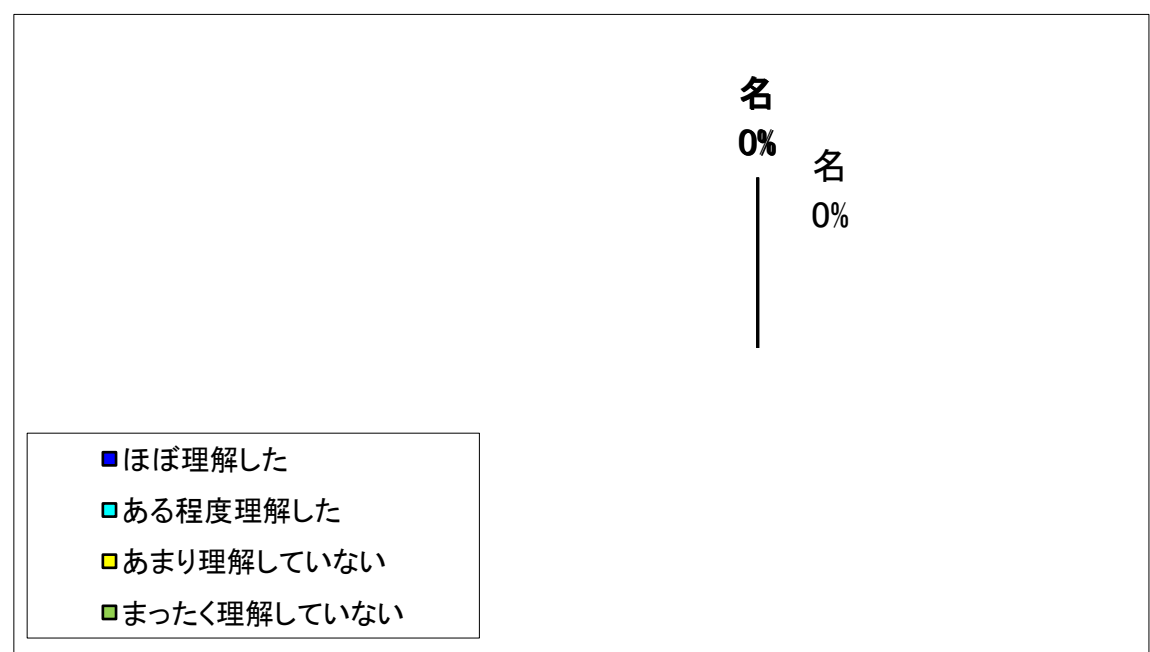 名
0%
名
0%
ほぼ理解した
ある程度理解した
あまり理解していない
まったく理解していない